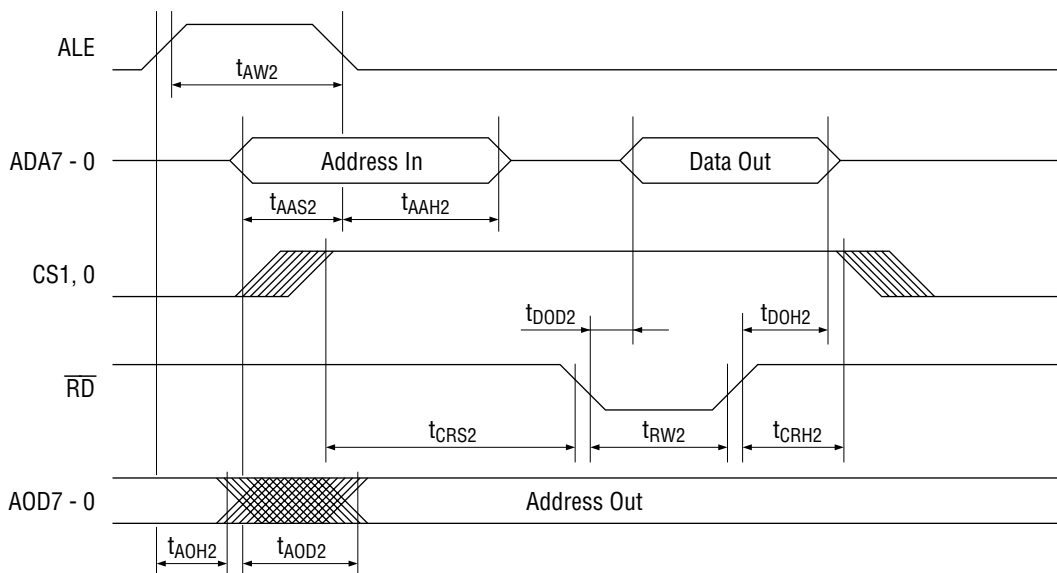 ALE
tAW2
ADA7 - 0
Address In
Data Out
tAAS2
tAAH2
CS1, 0
tDOD2
tDOH2
RD
tCRS2
tRW2
tCRH2
AOD7 - 0
Address Out
tAOH2
tAOD2